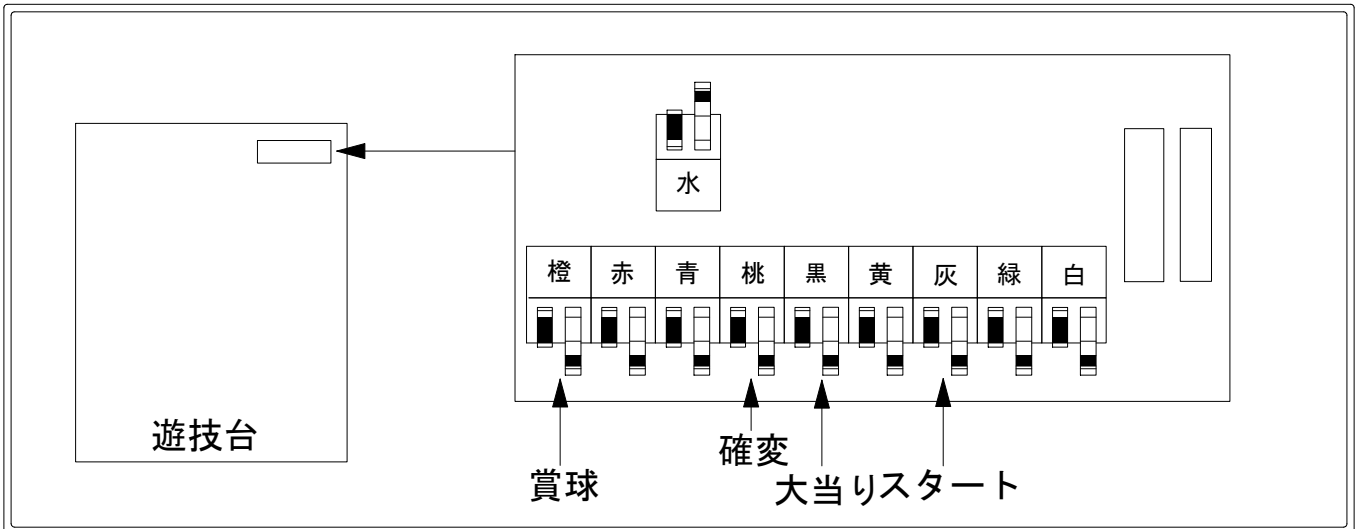 水
橙 赤 青 桃 黒 黄 灰 緑 白
遊技台
賞球
確変
大当り
スタート